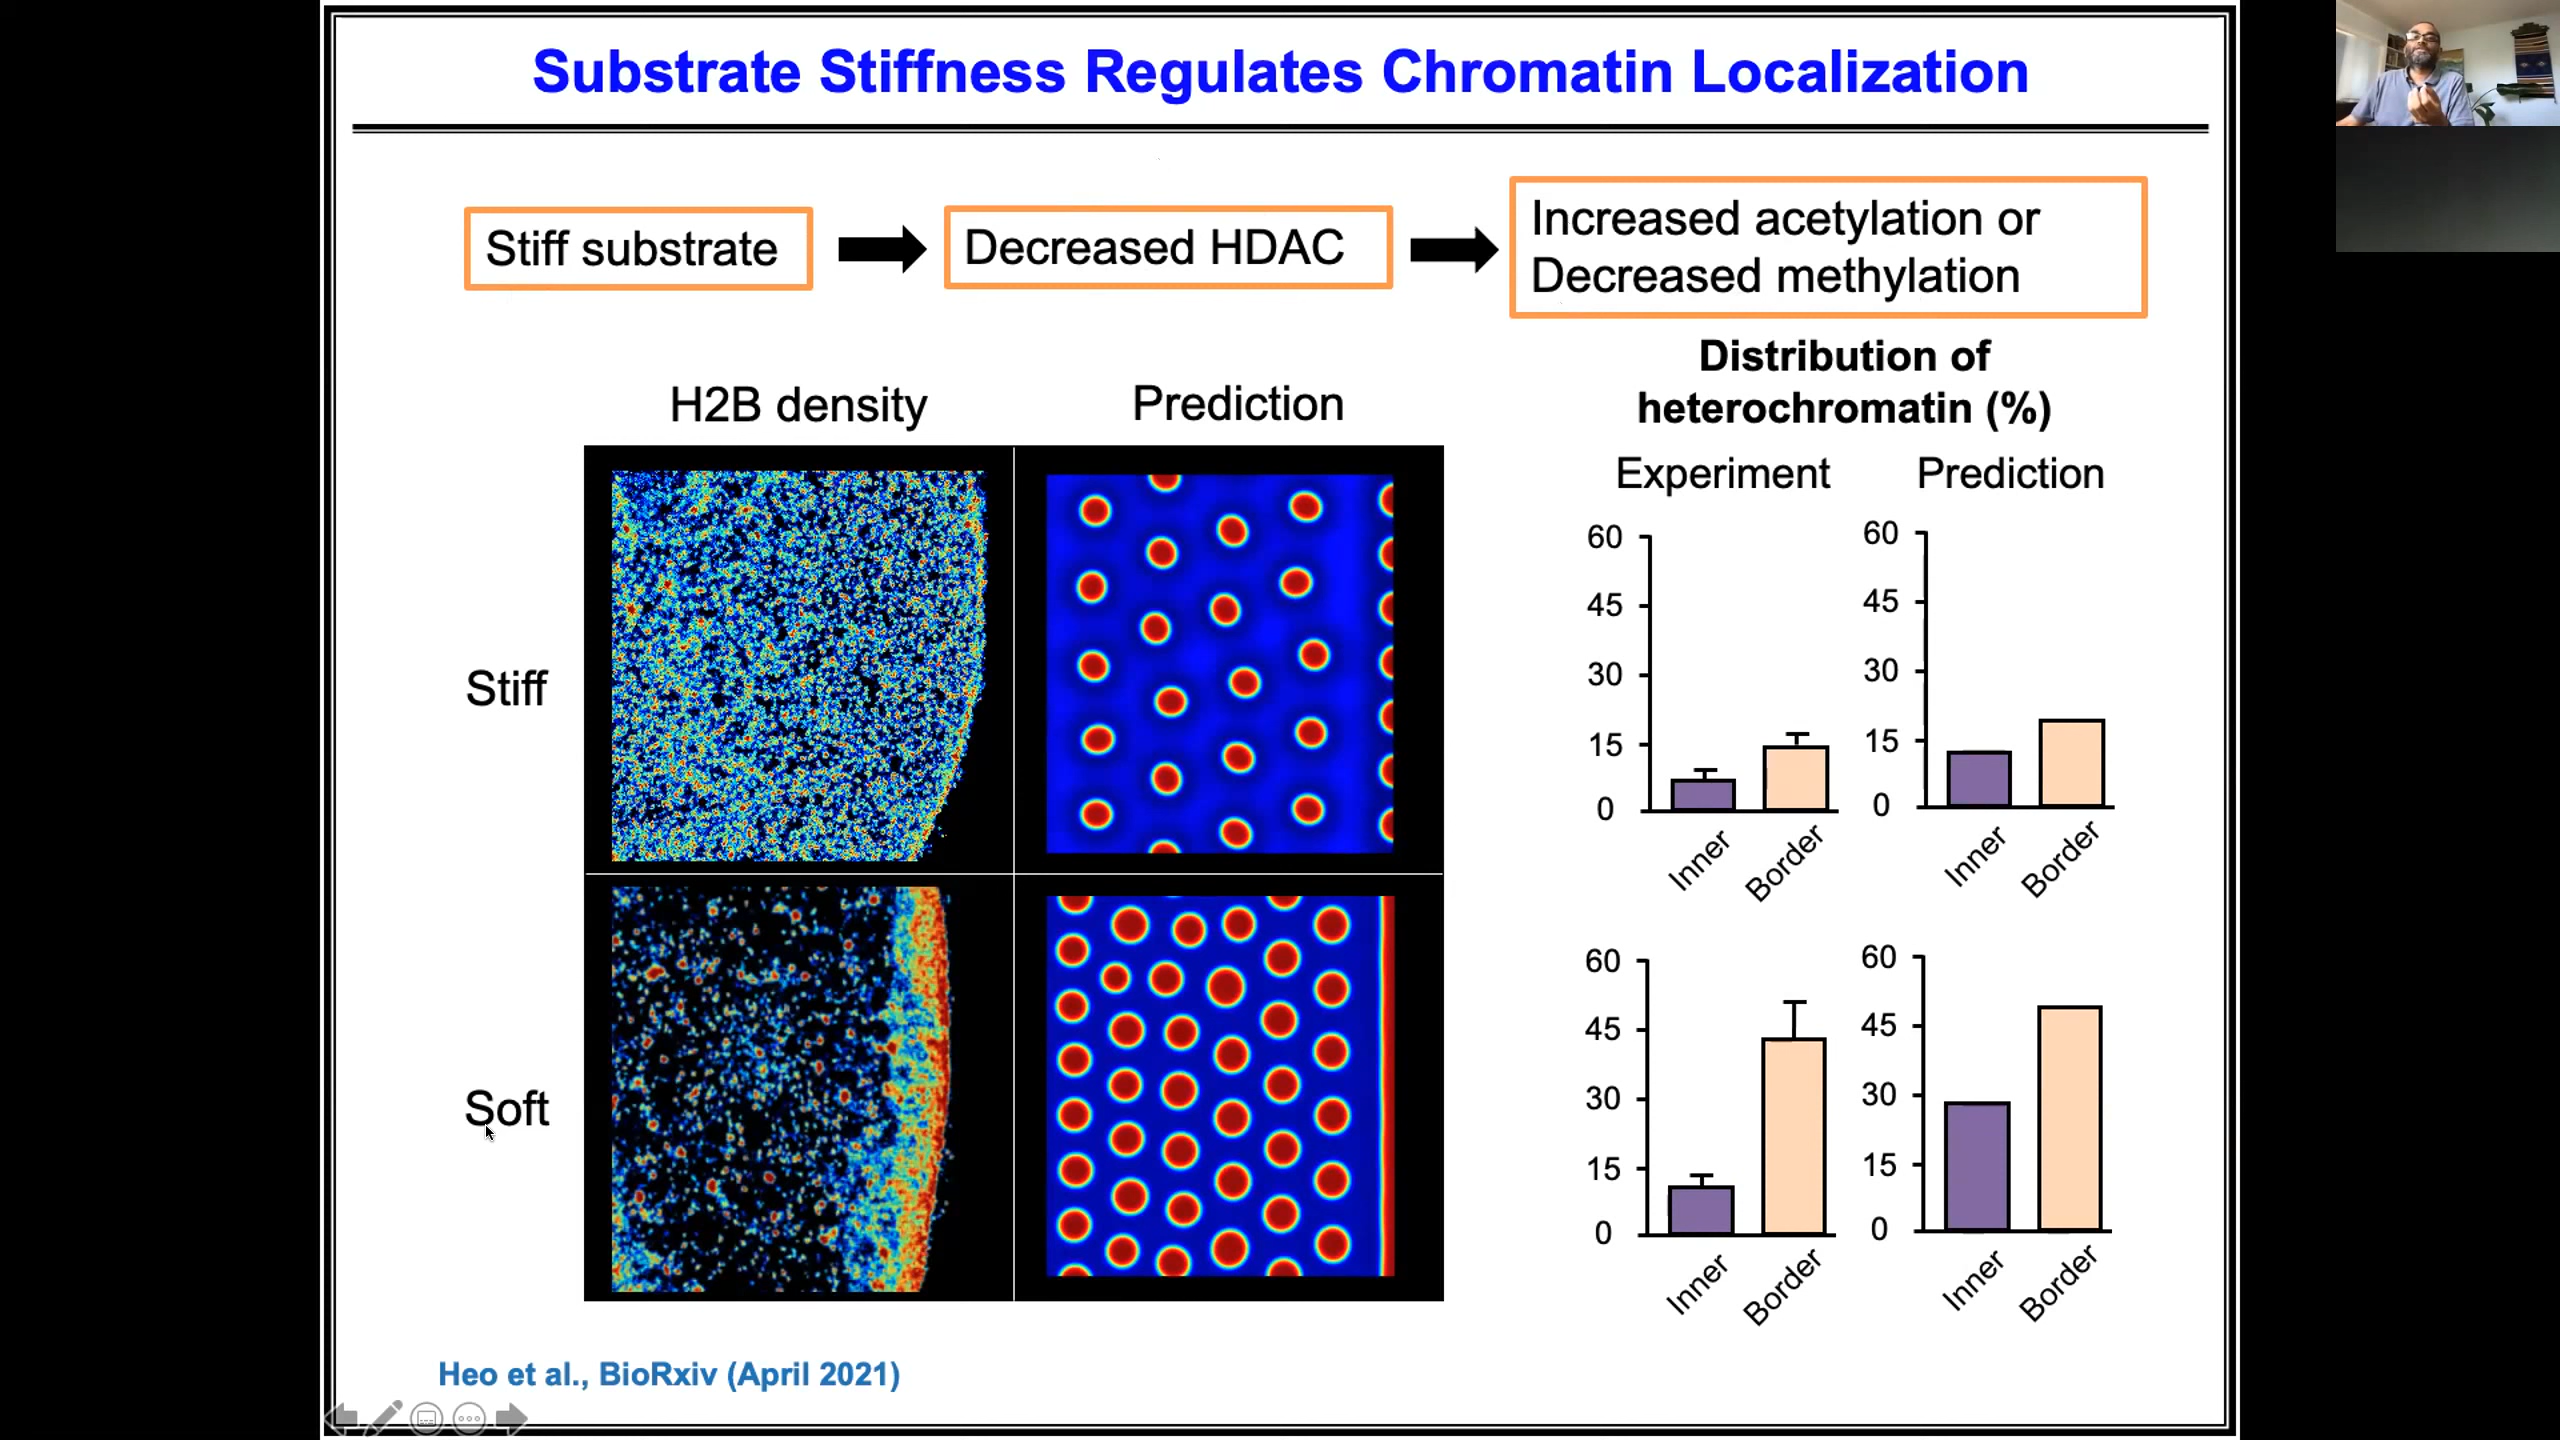 Substrate Stiffness Regulates Chromatin Localization
Stiff substrate
Decreased HDAC
Increased acetylation or
Decreased methylation
Distribution of
heterochromatin (%)
H2B density
Prediction
Experiment
Prediction
Stiff
60
45
30
15
0
Inner
Border
60
45
30
15
0
Inner
Border
Soft
60
45
30
15
0
Inner
Border
60
45
30
15
0
Inner
Border
Heo et al., BioRxiv (April 2021)